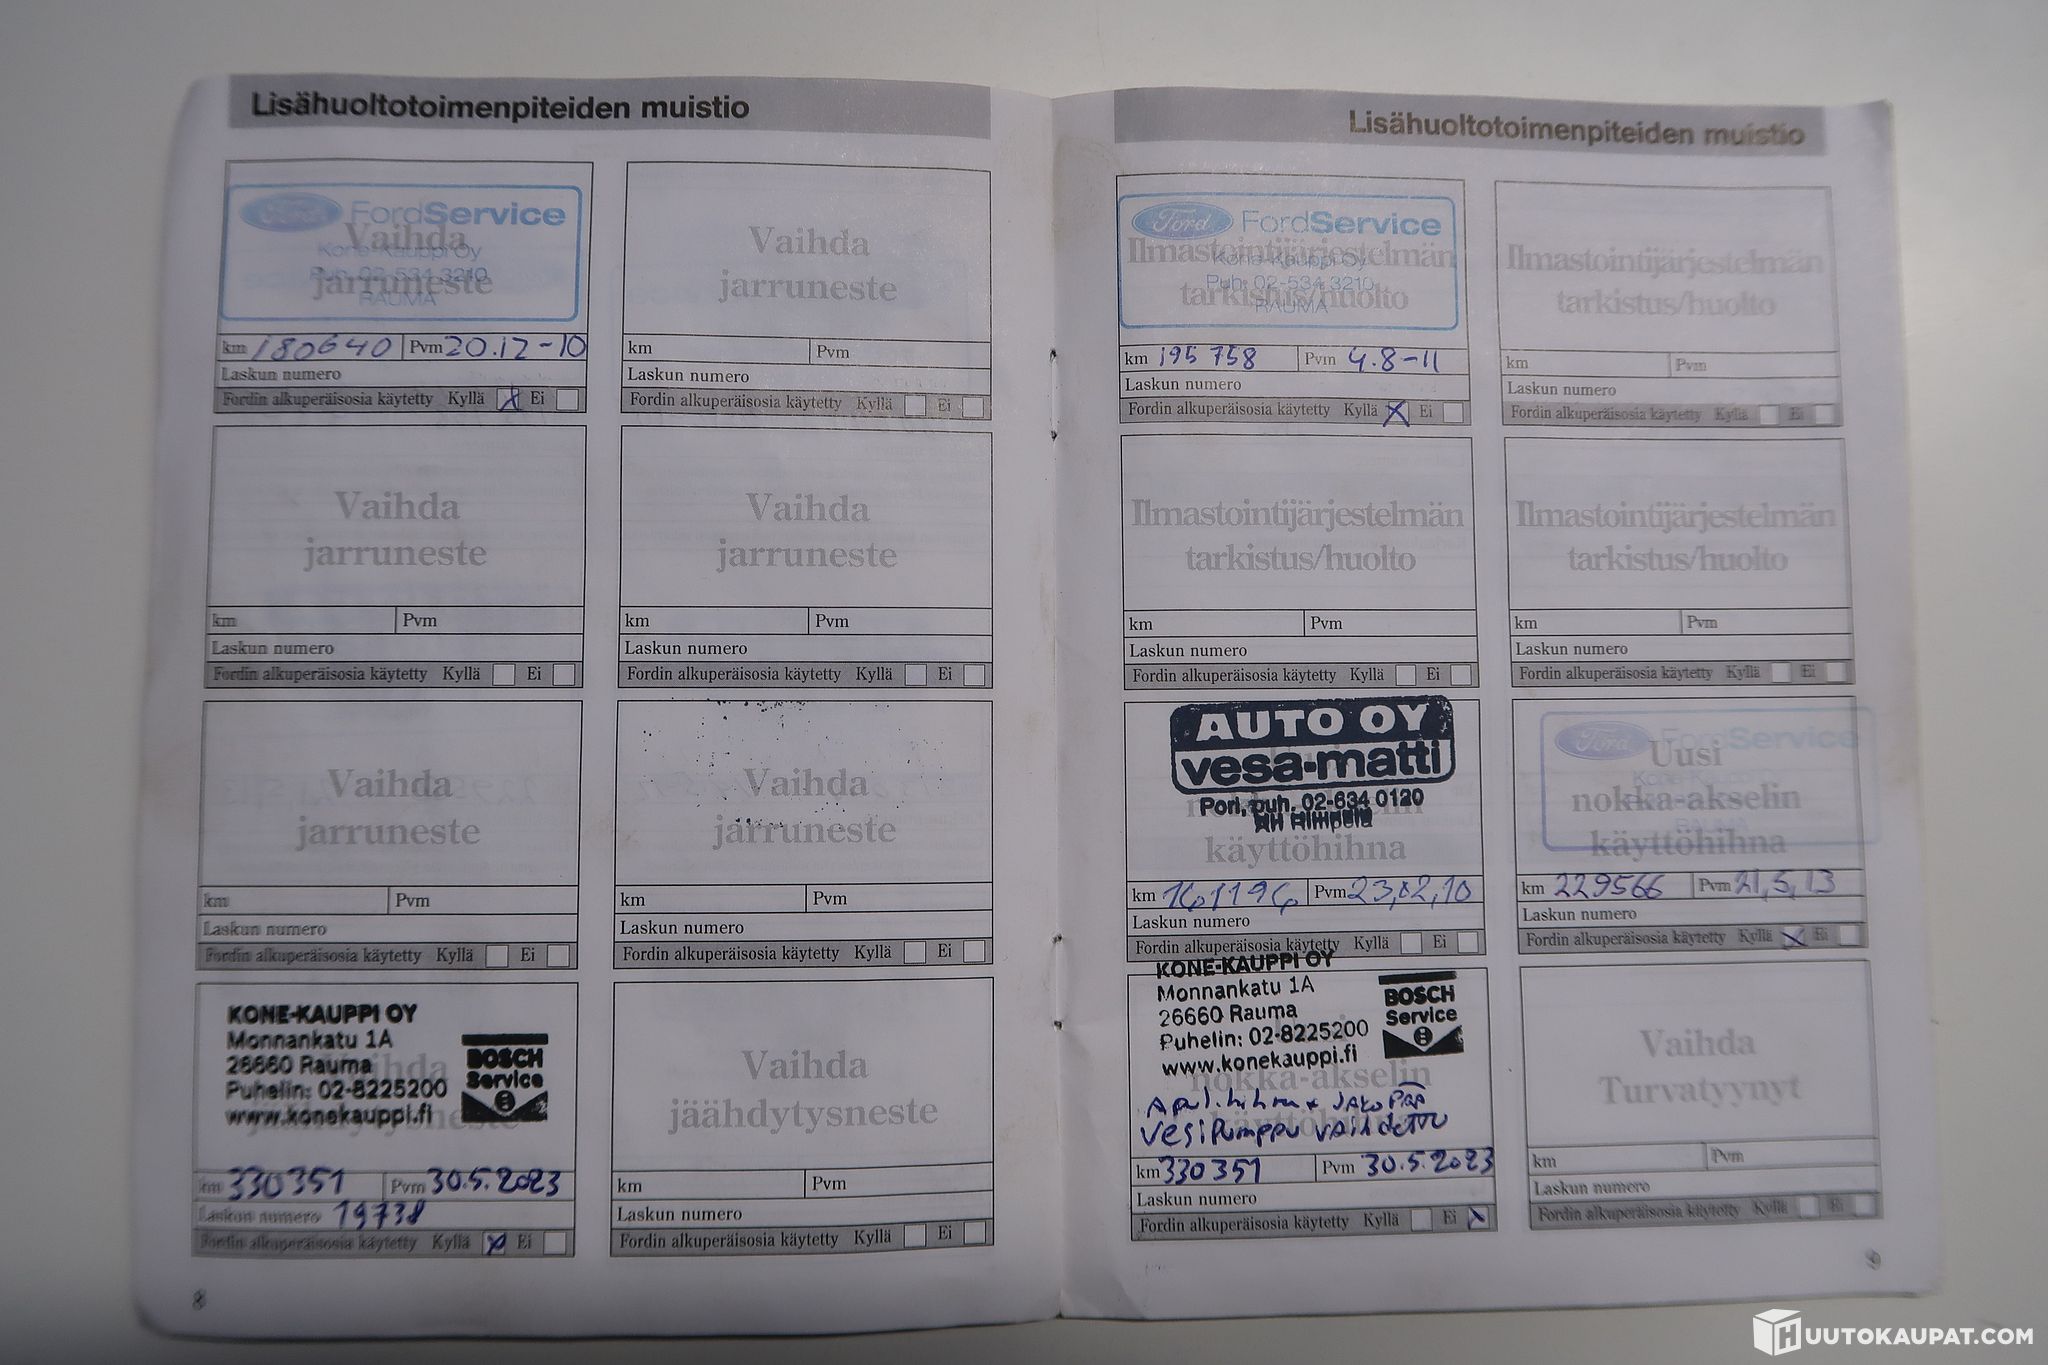 Lisähuoltotoimenpiteiden muistio
Ford FordService
Kone-Kauppi Oy
Puh. 02-534 3210
RAUMA
Vaihda
jarruneste
km 180640 Pvm 20.12-10
Laskun numero
Fordin alkuperäisosia käytetty Kyllä X Ei
Vaihda
jarruneste
km Pvm
Laskun numero
Fordin alkuperäisosia käytetty Kyllä Ei
Vaihda
jarruneste
km Pvm
Laskun numero
Fordin alkuperäisosia käytetty Kyllä Ei
Vaihda
jarruneste
km Pvm
Laskun numero
Fordin alkuperäisosia käytetty Kyllä Ei
Vaihda
jarruneste
km Pvm
Laskun numero
Fordin alkuperäisosia käytetty Kyllä Ei
Vaihda
jarruneste
km Pvm
Laskun numero
Fordin alkuperäisosia käytetty Kyllä Ei
KONE-KAUPPI OY
Monnankatu 1A
26660 Rauma
Puhelin: 02-8225200
www.konekauppi.fi
BOSCH
Service
Vaihda
jäähdytysneste
km 330351 Pvm 30.5.2023
Laskun numero 19738
Fordin alkuperäisosia käytetty Kyllä X Ei
Vaihda
jäähdytysneste
km Pvm
Laskun numero
Fordin alkuperäisosia käytetty Kyllä Ei
8
Lisähuoltotoimenpiteiden muistio
Ford FordService
Kone-Kauppi Oy
Puh. 02-534 3210
RAUMA
Ilmastointijärjestelmän
tarkistus/huolto
km 195 758 Pvm 4.8-11
Laskun numero
Fordin alkuperäisosia käytetty Kyllä X Ei
Ilmastointijärjestelmän
tarkistus/huolto
km Pvm
Laskun numero
Fordin alkuperäisosia käytetty Kyllä Ei
Ilmastointijärjestelmän
tarkistus/huolto
km Pvm
Laskun numero
Fordin alkuperäisosia käytetty Kyllä Ei
Ilmastointijärjestelmän
tarkistus/huolto
km Pvm
Laskun numero
Fordin alkuperäisosia käytetty Kyllä Ei
AUTO OY
vesa-matti
Pori, puh. 02-634 0120
käyttöhihna
km 161196 Pvm 23.02.10
Laskun numero
Fordin alkuperäisosia käytetty Kyllä Ei
Ford FordService
RAUMA
Uusi
nokka-akselin
käyttöhihna
km 229566 Pvm 21,5,13
Laskun numero
Fordin alkuperäisosia käytetty Kyllä X Ei
KONE-KAUPPI OY
Monnankatu 1A
26660 Rauma
Puhelin: 02-8225200
www.konekauppi.fi
BOSCH
Service
nokka-akselin
käyttöhihna
Apul.hihna + JAKOPÄÄ
Vesipumppu vaihdettu
km 330351 Pvm 30.5.2023
Laskun numero
Fordin alkuperäisosia käytetty Kyllä Ei X
Vaihda
Turvatyynyt
km Pvm
Laskun numero
Fordin alkuperäisosia käytetty Kyllä Ei
9
HUUTOKAUPAT.COM